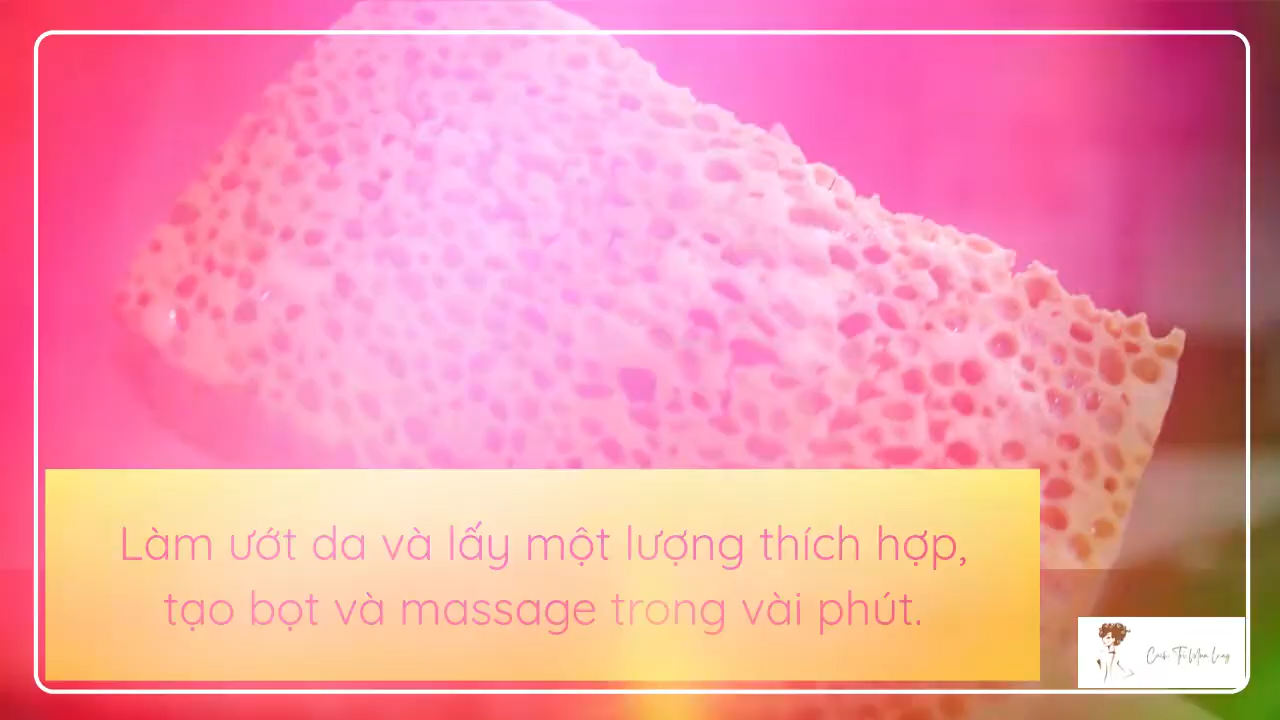 Làm ướt da và lấy một lượng thích hợp,
tạo bọt và massage trong vài phút.